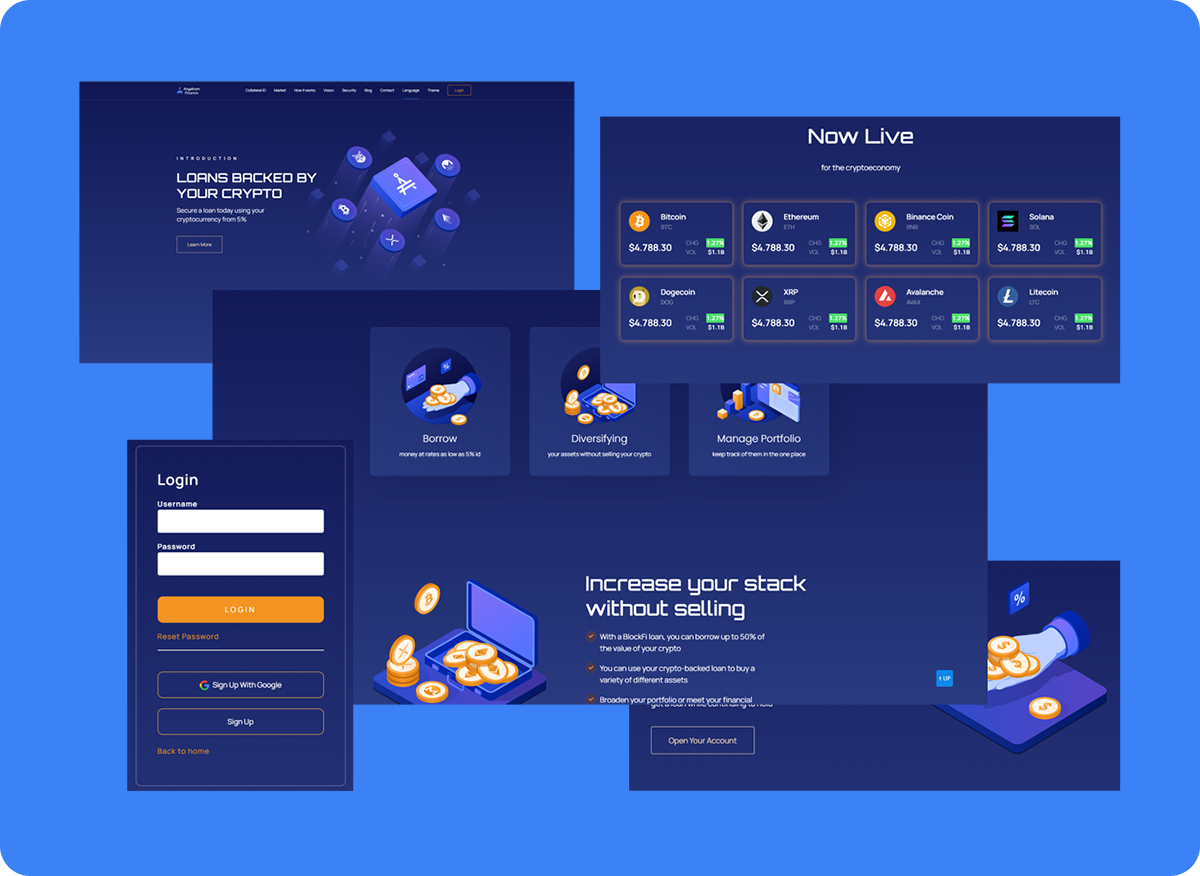 Collateral ID Market How it works Vision Security Blog Contact Language Theme Login
INTRODUCTION
LOANS BACKED BY
YOUR CRYPTO
Secure a loan today using your
cryptocurrency from 5%
Learn More
Now Live
for the cryptoeconomy
Bitcoin
BTC
$4.788.30 CHG 1.27%
VOL $1.1B
Ethereum
ETH
$4.788.30 CHG 1.27%
VOL $1.1B
Binance Coin
BNB
$4.788.30 CHG 1.27%
VOL $1.1B
Solana
SOL
$4.788.30 CHG 1.27%
VOL $1.1B
Dogecoin
DOG
$4.788.30 CHG 1.27%
VOL $1.1B
XRP
XRP
$4.788.30 CHG 1.27%
VOL $1.1B
Avalanche
AVAX
$4.788.30 CHG 1.27%
VOL $1.1B
Litecoin
LTC
$4.788.30 CHG 1.27%
VOL $1.1B
Borrow
money at rates as low as 5% id
Diversifying
your assets without selling your crypto
Manage Portfolio
keep track of them in the one place
Login
Username
Password
LOGIN
Reset Password
Sign Up With Google
Sign Up
Back to home
Increase your stack
without selling
With a BlockFi loan, you can borrow up to 50% of
the value of your crypto
You can use your crypto-backed loan to buy a
variety of different assets
Broaden your portfolio or meet your financial
↑ UP
get a loan while continuing to hold
Open Your Account